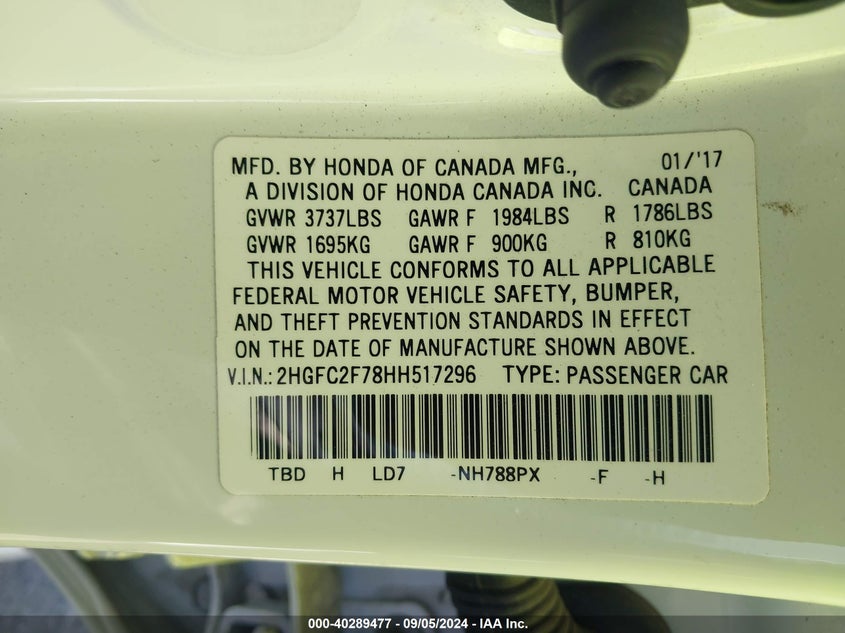 MFD. BY HONDA OF CANADA MFG., 01/'17
A DIVISION OF HONDA CANADA INC. CANADA
GVWR 3737LBS GAWR F 1984LBS R 1786LBS
GVWR 1695KG GAWR F 900KG R 810KG
THIS VEHICLE CONFORMS TO ALL APPLICABLE
FEDERAL MOTOR VEHICLE SAFETY, BUMPER,
AND THEFT PREVENTION STANDARDS IN EFFECT
ON THE DATE OF MANUFACTURE SHOWN ABOVE.
V.I.N.: 2HGFC2F78HH517296 TYPE: PASSENGER CAR
TBD H LD7 -NH788PX -F -H
000-40289477 - 09/05/2024 - IAA Inc.